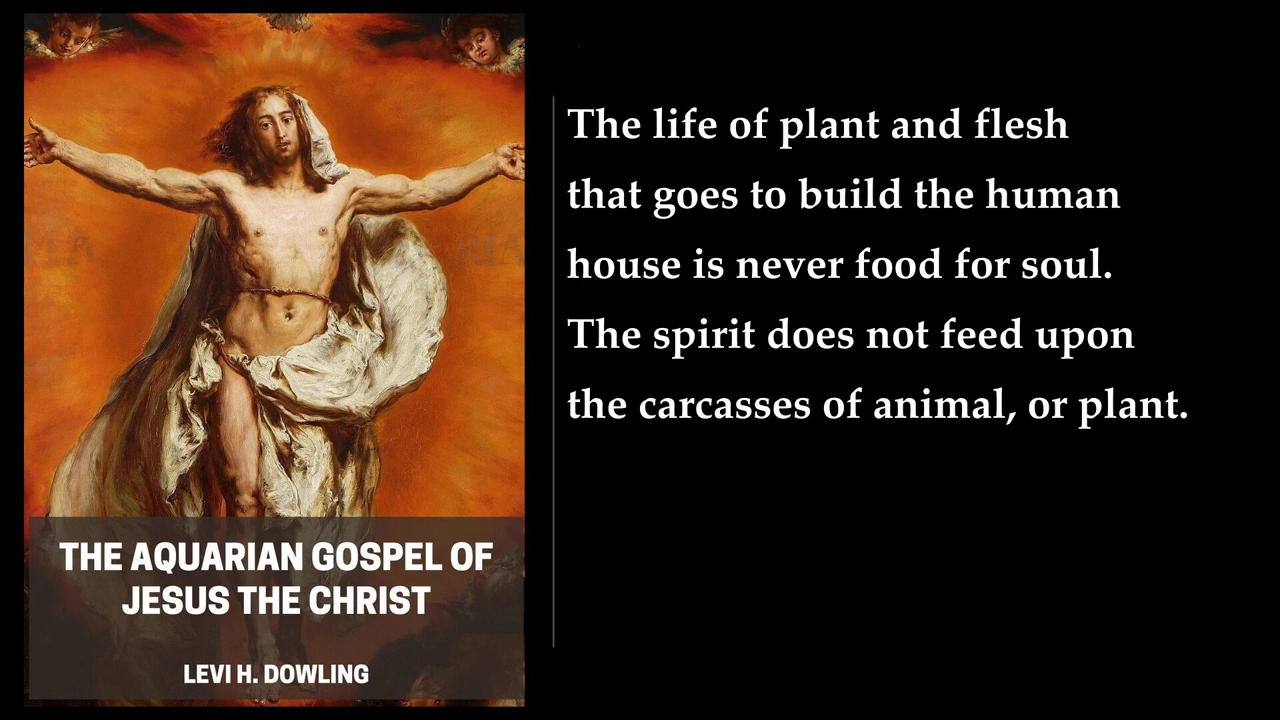 The life of plant and flesh
that goes to build the human
house is never food for soul.
The spirit does not feed upon
the carcasses of animal, or plant.
THE AQUARIAN GOSPEL OF
JESUS THE CHRIST
LEVI H. DOWLING